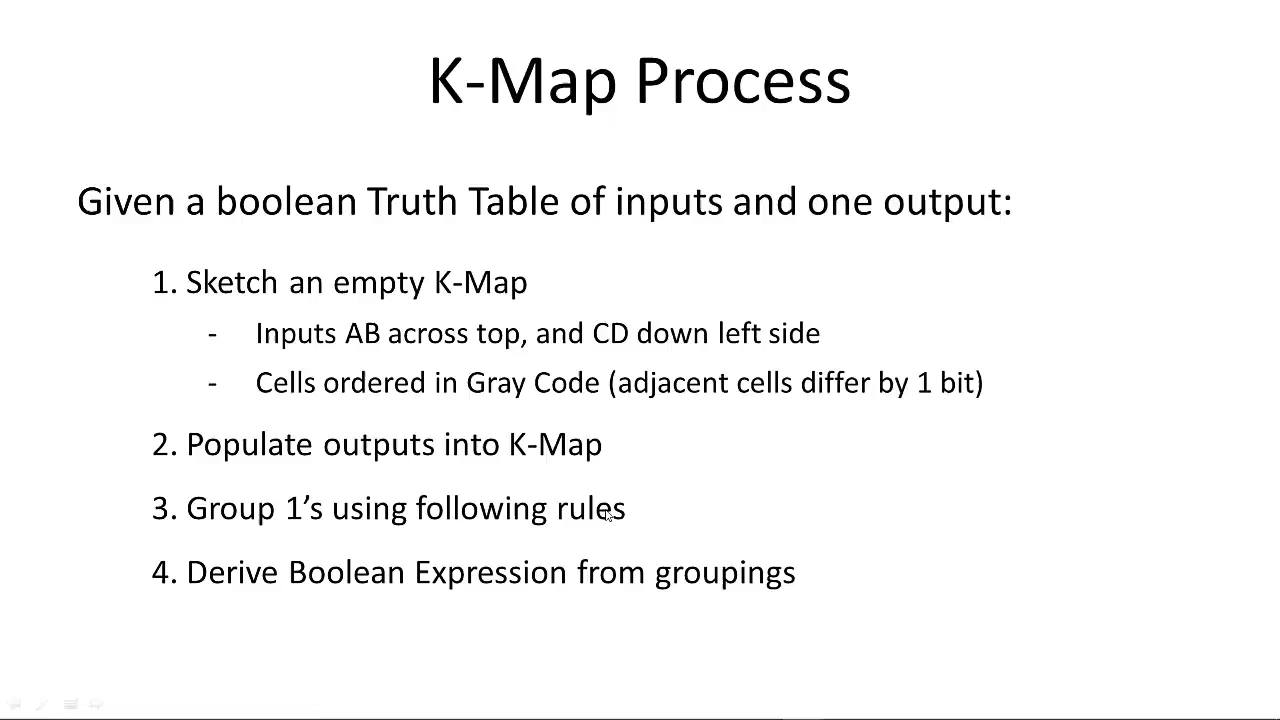 K-Map Process
Given a boolean Truth Table of inputs and one output:
1. Sketch an empty K-Map
- Inputs AB across top, and CD down left side
- Cells ordered in Gray Code (adjacent cells differ by 1 bit)
2. Populate outputs into K-Map
3. Group 1’s using following rules
4. Derive Boolean Expression from groupings